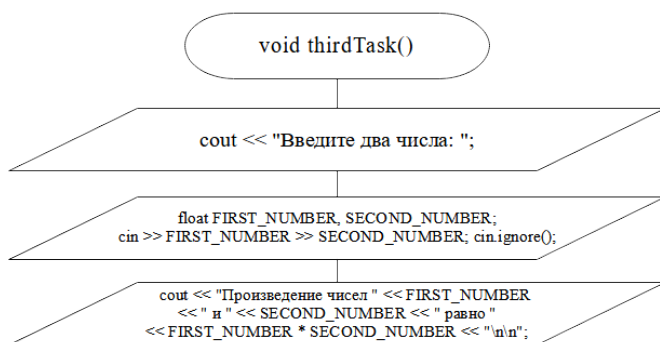 void thirdTask()
cout << "Введите два числа: ";
float FIRST_NUMBER, SECOND_NUMBER;
cin >> FIRST_NUMBER >> SECOND_NUMBER; cin.ignore();
cout << "Произведение чисел " << FIRST_NUMBER
<< " и " << SECOND_NUMBER << " равно "
<< FIRST_NUMBER * SECOND_NUMBER << "\n\n";